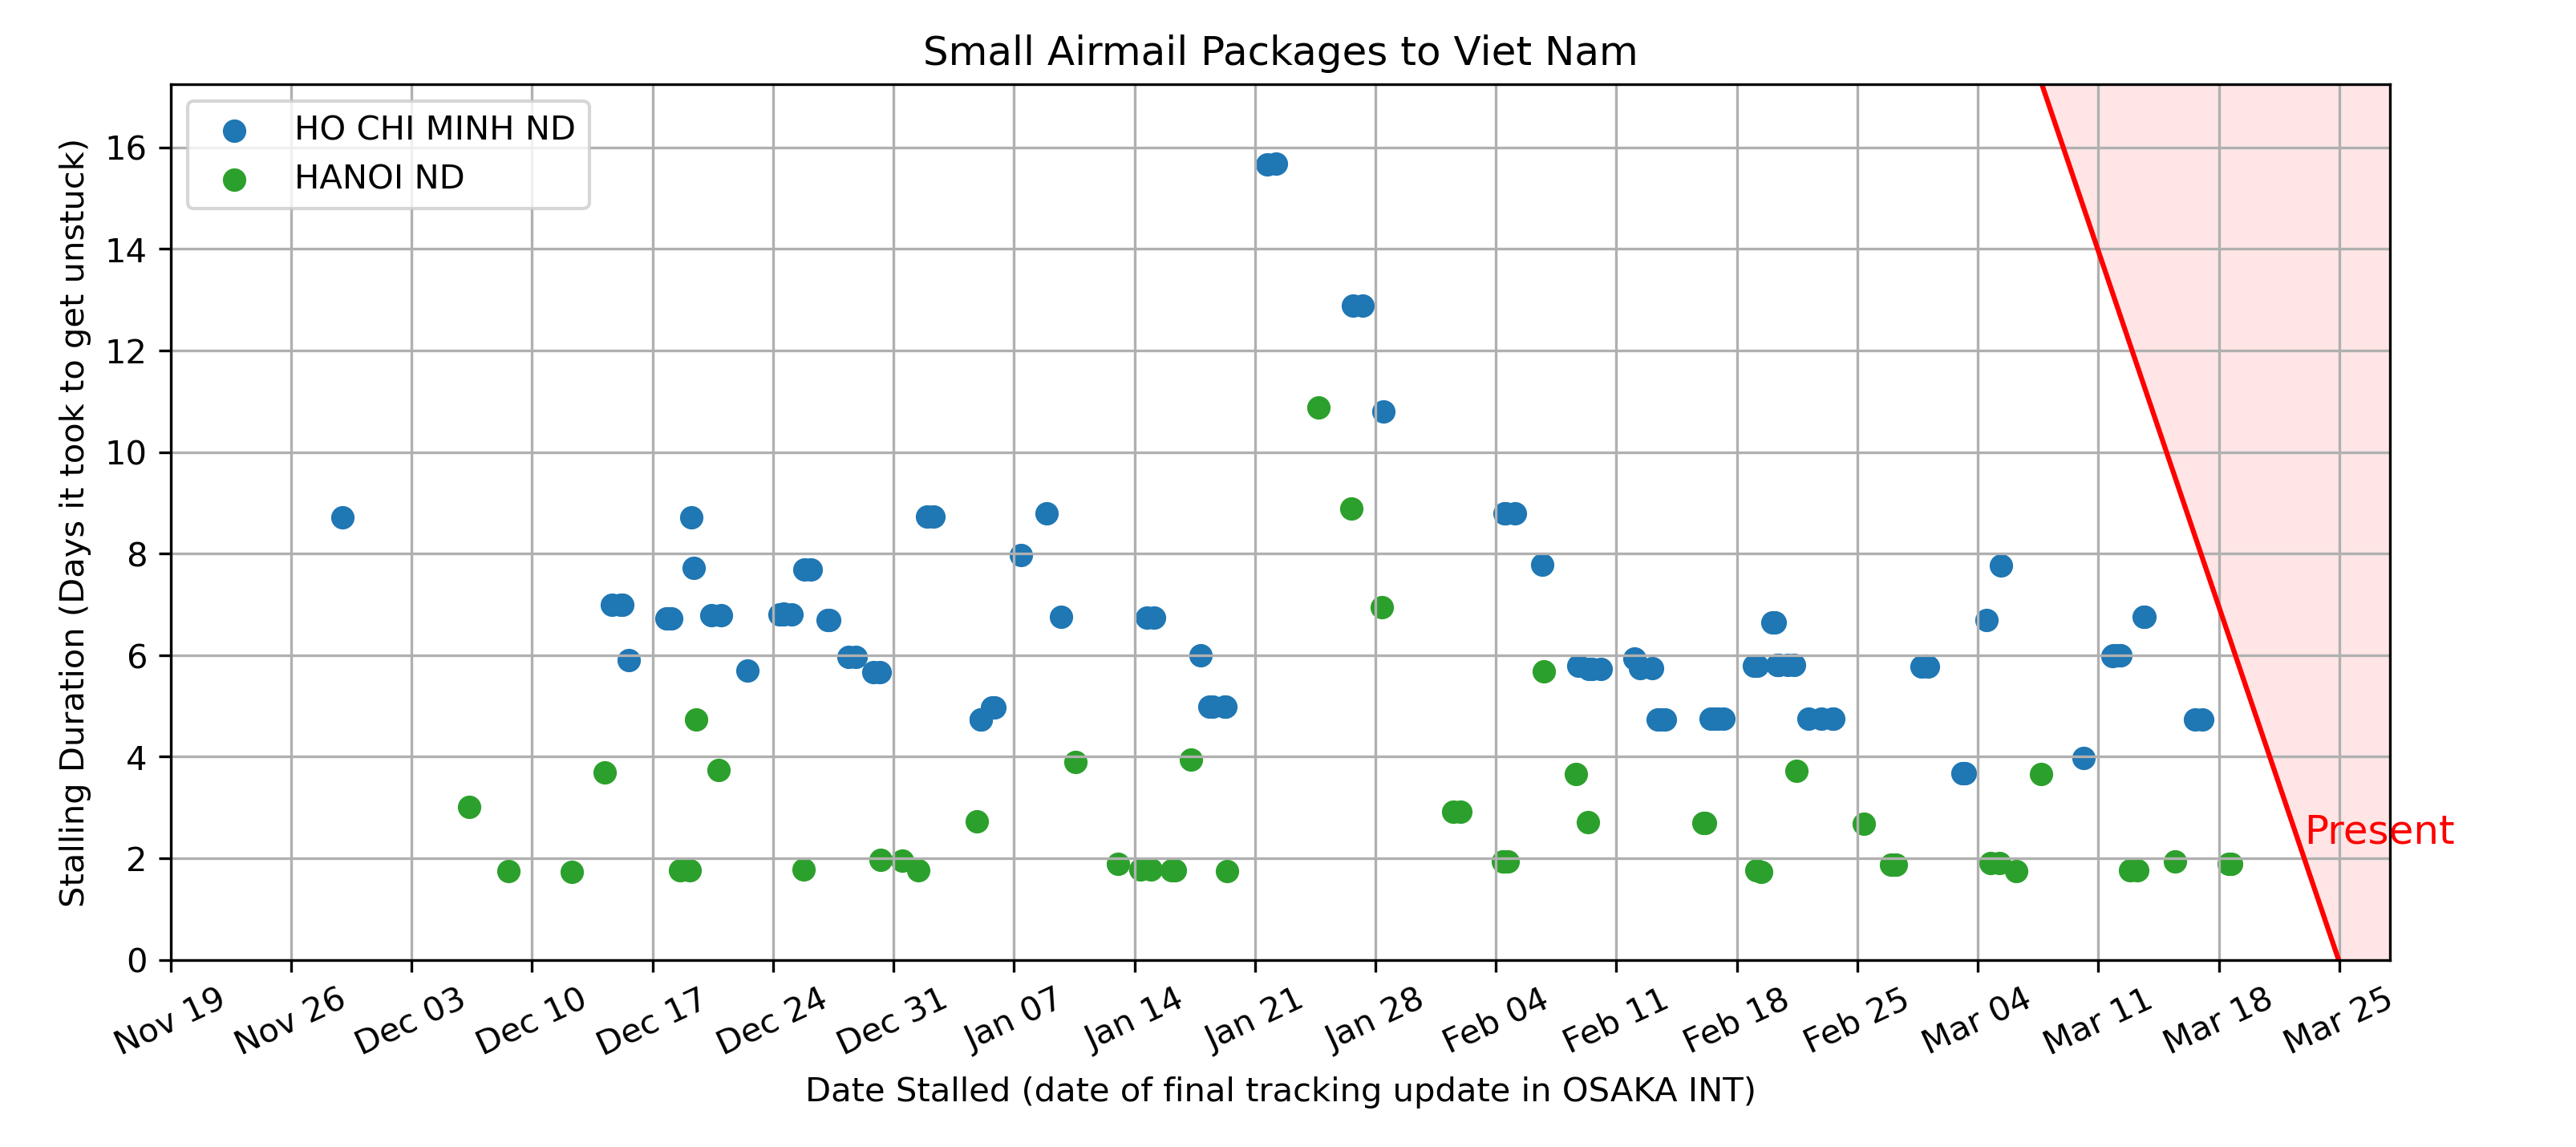 Small Airmail Packages to Viet Nam
HO CHI MINH ND
HANOI ND
Stalling Duration (Days it took to get unstuck)
16
14
12
10
8
6
4
2
0
Present
Nov 19
Nov 26
Dec 03
Dec 10
Dec 17
Dec 24
Dec 31
Jan 07
Jan 14
Jan 21
Jan 28
Feb 04
Feb 11
Feb 18
Feb 25
Mar 04
Mar 11
Mar 18
Mar 25
Date Stalled (date of final tracking update in OSAKA INT)